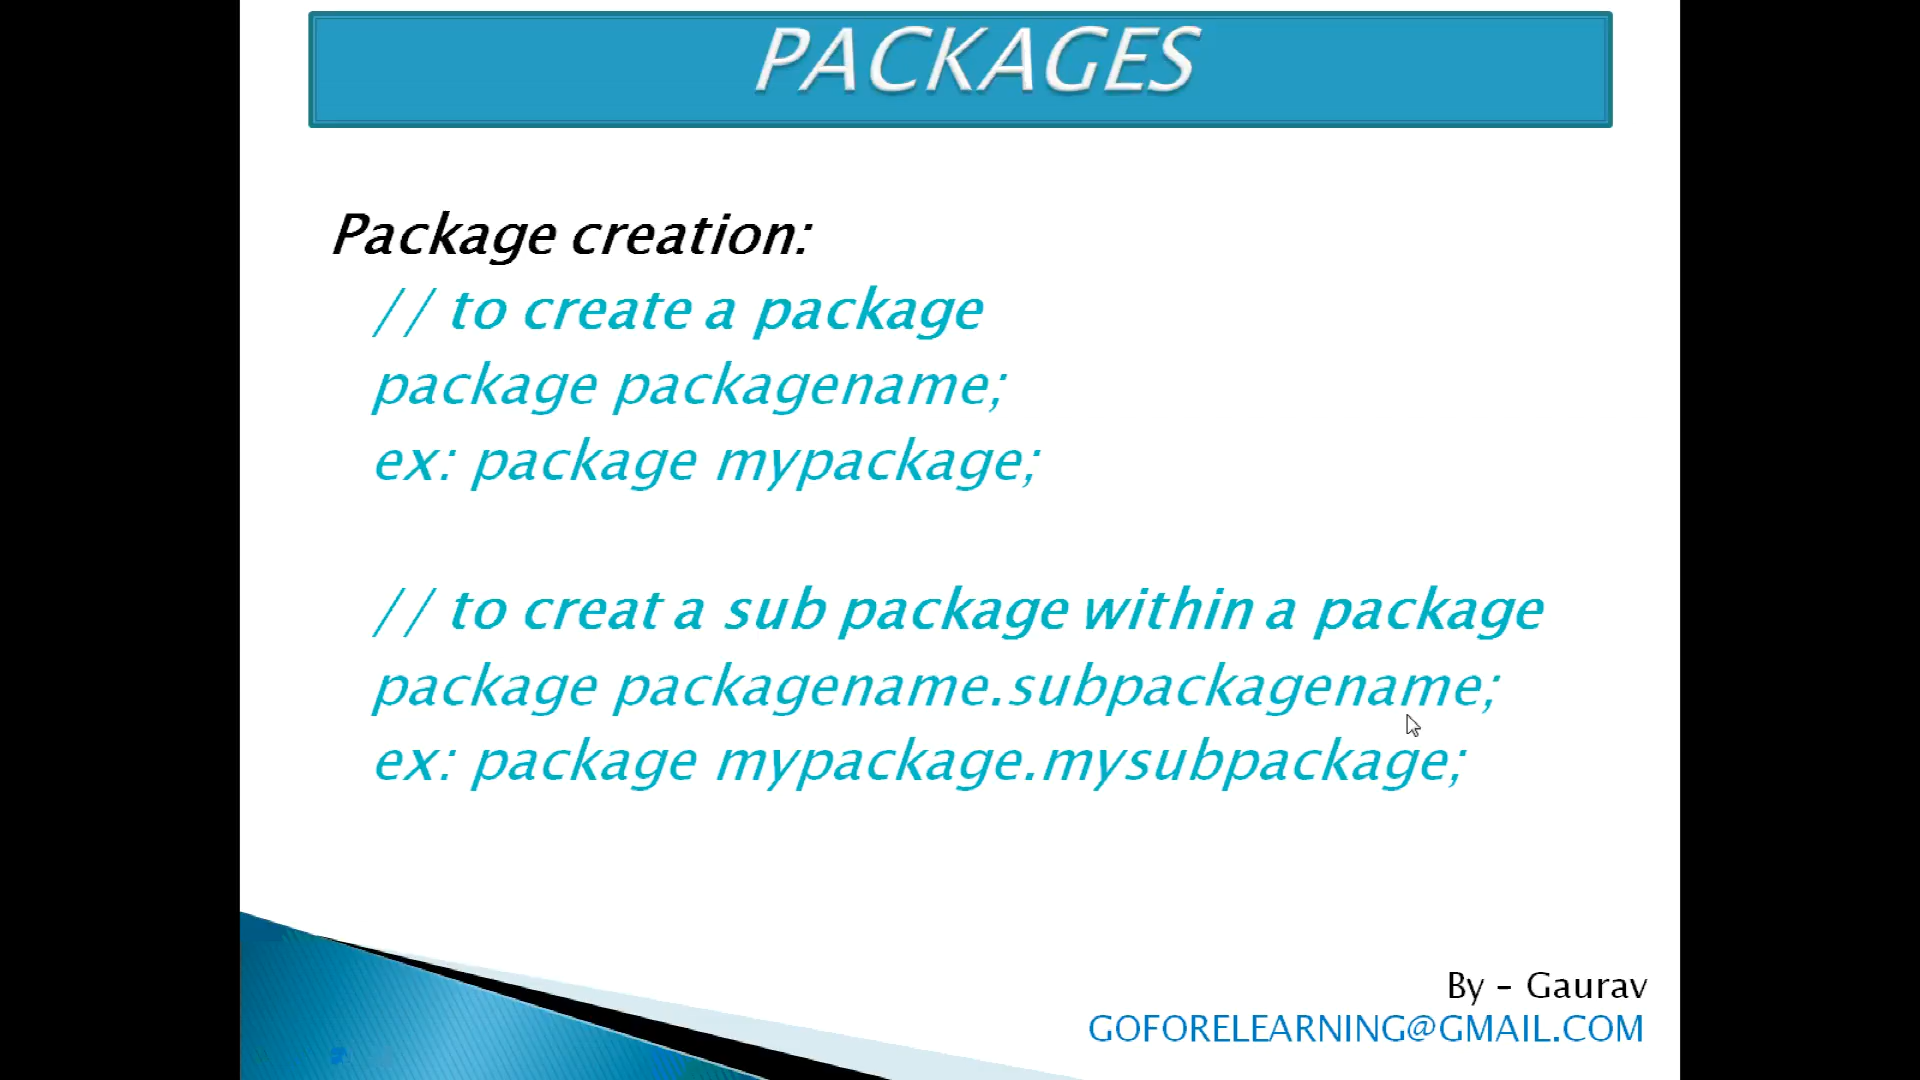 PACKAGES
Package creation:
// to create a package
package packagename;
ex: package mypackage;
// to creat a sub package within a package
package packagename.subpackagename;
ex: package mypackage.mysubpackage;
By - Gaurav
GOFORELEARNING@GMAIL.COM